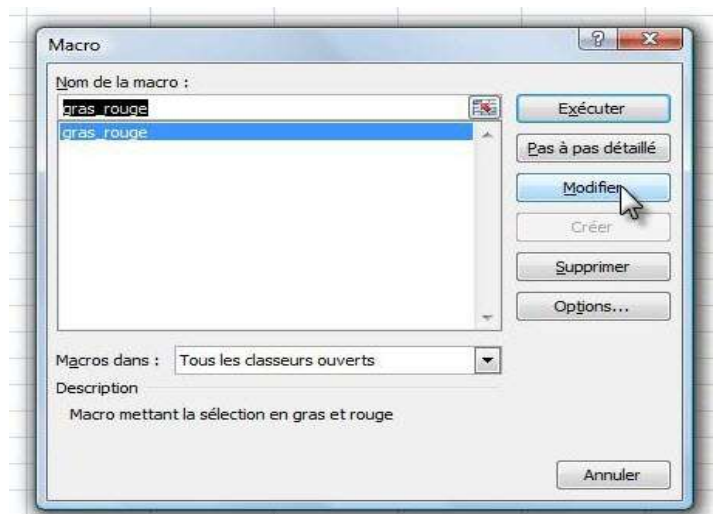 Macro
Nom de la macro :
gras_rouge
gras_rouge
Exécuter
Pas à pas détaillé
Modifier
Créer
Supprimer
Options...
Macros dans : Tous les classeurs ouverts
Description
Macro mettant la sélection en gras et rouge
Annuler